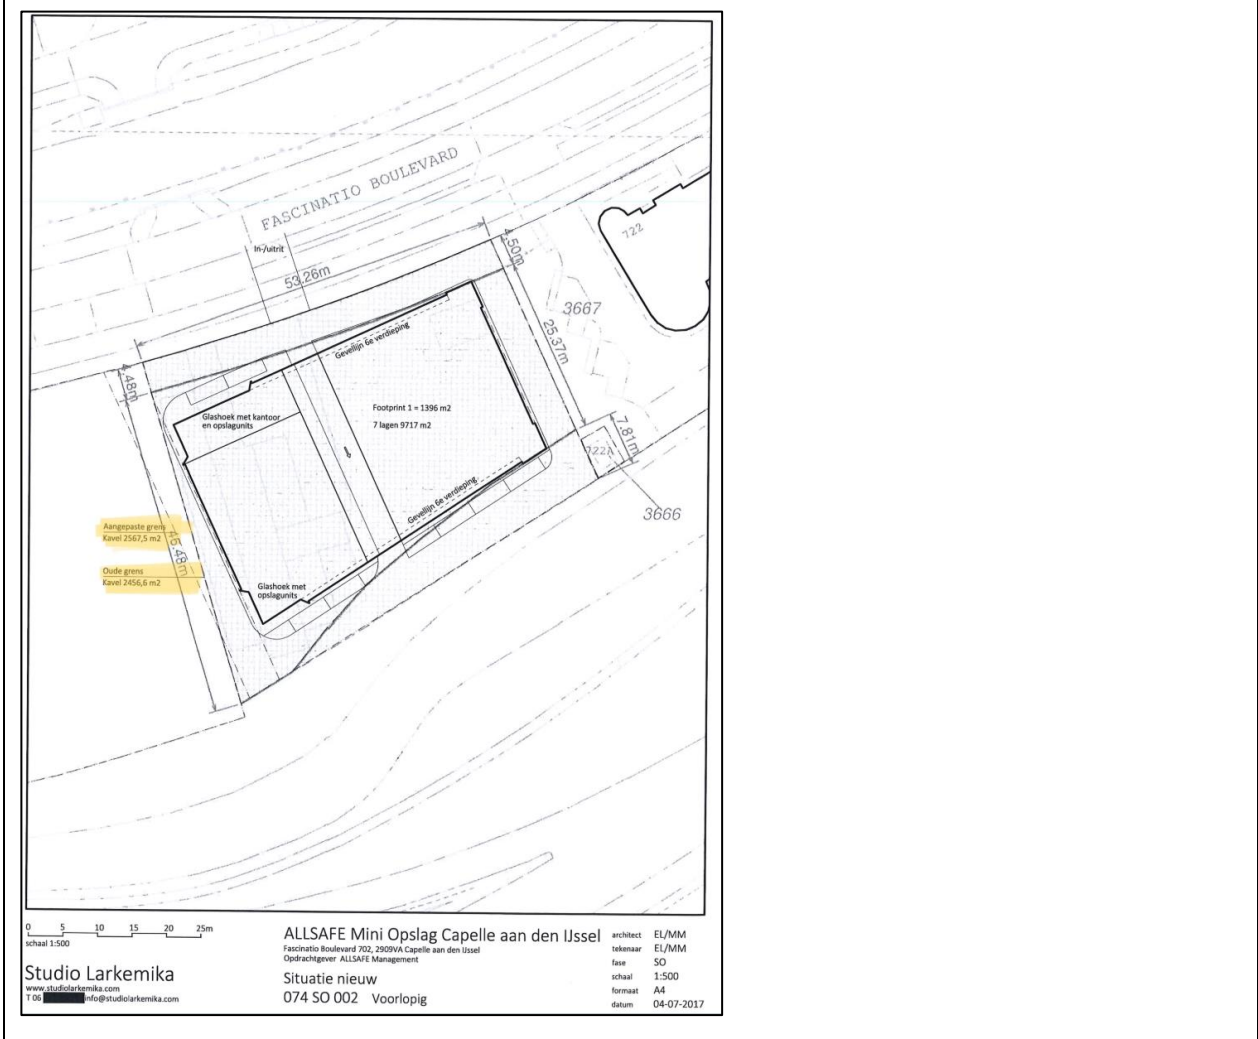 FASCINATIO BOULEVARD
722
In-/uitrit
4.50m
53.26m
3667
25.37m
Gevellijn 6e verdieping
4.48m
Footprint 1 = 1396 m2
7 lagen 9717 m2
Glashoek met kantoor
en opslagunits
7.81m
722A
Gevellijn 6e verdieping
3666
Aangepaste grens
Kavel 2567,5 m2
46.48m
Oude grens
Kavel 2456,6 m2
Glashoek met
opslagunits
0 5 10 15 20 25m
schaal 1:500
Studio Larkemika
www.studiolarkemika.com
T 06 info@studiolarkemika.com
ALLSAFE Mini Opslag Capelle aan den IJssel
Fascinatio Boulevard 702, 2909VA Capelle aan den IJssel
Opdrachtgever ALLSAFE Management
Situatie nieuw
074 SO 002 Voorlopig
architect EL/MM
tekenaar EL/MM
fase SO
schaal 1:500
formaat A4
datum 04-07-2017